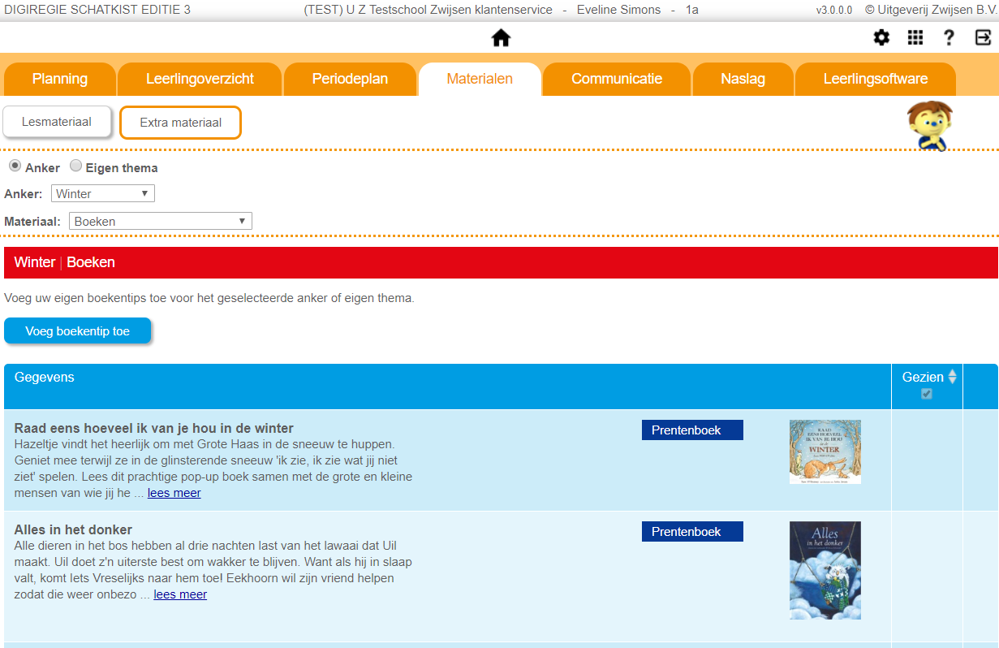 DIGIREGIE SCHATKIST EDITIE 3 (TEST) U Z Testschool Zwijsen klantenservice - Eveline Simons - 1a v3.0.0.0 © Uitgeverij Zwijsen B.V.
Planning Leerlingoverzicht Periodeplan Materialen Communicatie Naslag Leerlingsoftware
Lesmateriaal Extra materiaal
Anker Eigen thema
Anker: Winter
Materiaal: Boeken
Winter | Boeken
Voeg uw eigen boekentips toe voor het geselecteerde anker of eigen thema.
Voeg boekentip toe
Gegevens Gezien
Raad eens hoeveel ik van je hou in de winter
Hazeltje vindt het heerlijk om met Grote Haas in de sneeuw te huppen.
Geniet mee terwijl ze in de glinsterende sneeuw 'ik zie, ik zie wat jij niet
ziet' spelen. Lees dit prachtige pop-up boek samen met de grote en kleine
mensen van wie jij he ... lees meer
Prentenboek
RAAD
EENS HOEVEEL
IK VAN JE HOU
in de
WINTER
Alles in het donker
Alle dieren in het bos hebben al drie nachten last van het lawaai dat Uil
maakt. Uil doet z'n uiterste best om wakker te blijven. Want als hij in slaap
valt, komt Iets Vreselijks naar hem toe! Eekhoorn wil zijn vriend helpen
zodat die weer onbezo ... lees meer
Prentenboek
Alles
in het donker